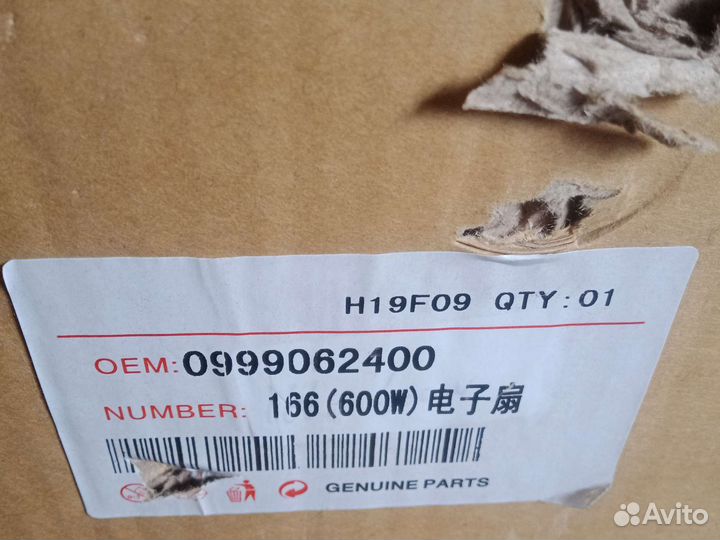 H19F09 QTY:01
OEM:0999062400
NUMBER: 166(600W)电子扇
GENUINE PARTS
Avito